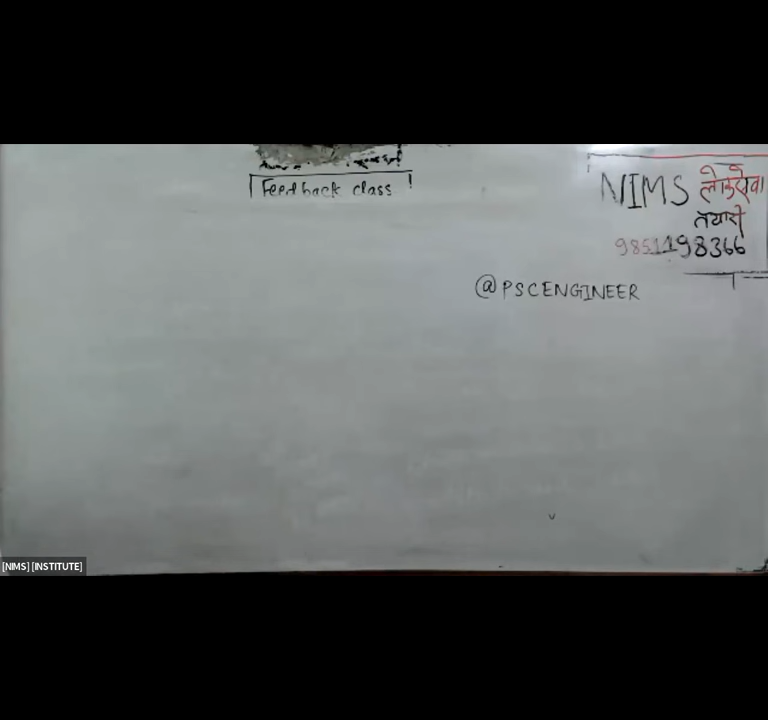 Feedback class
NIMS लोकसेवा
तयारी
9851198366
@PSCENGINEER
[NIMS] [INSTITUTE]